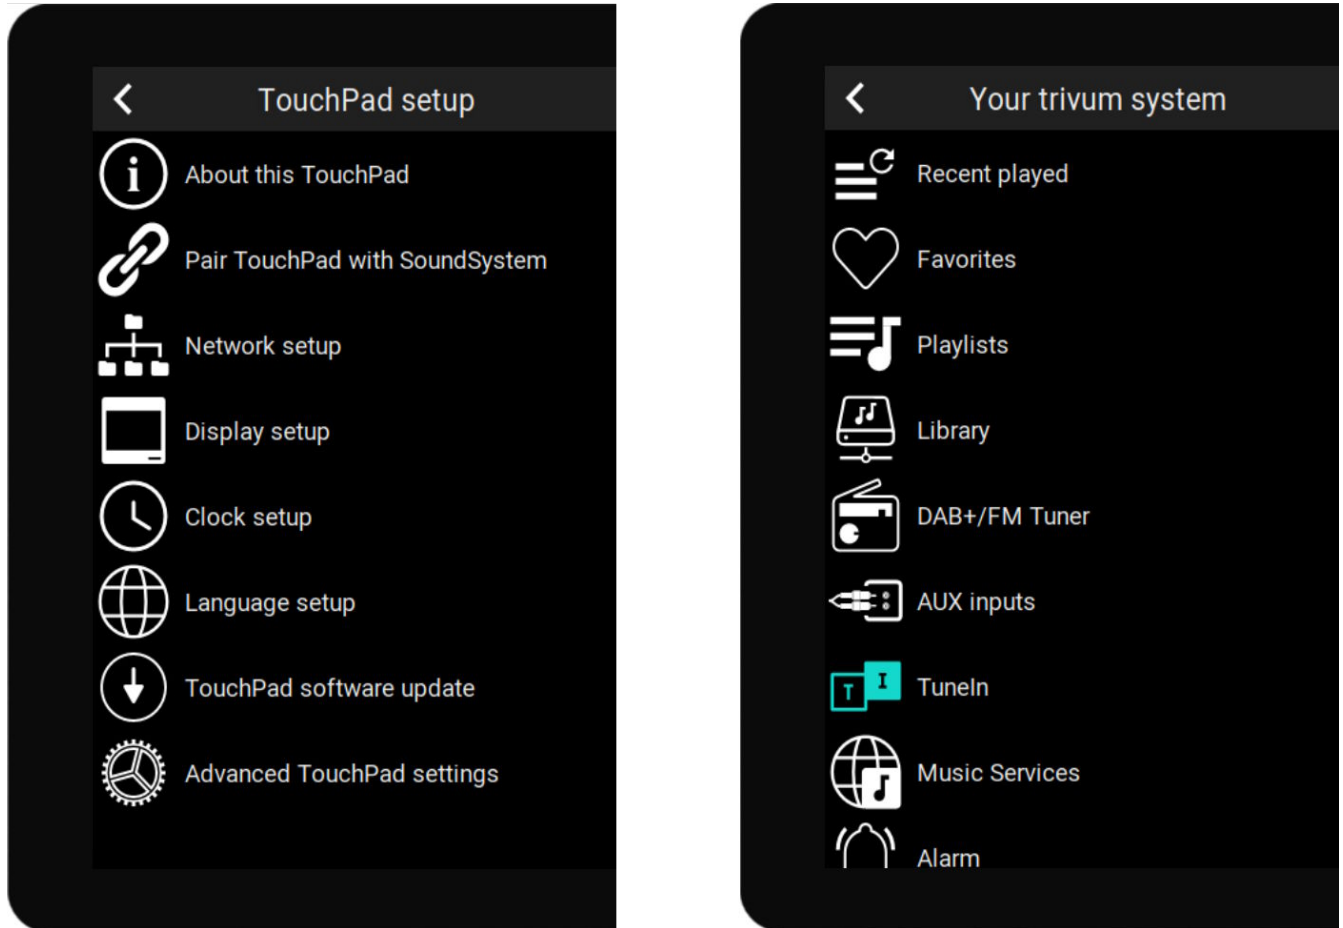 TouchPad setup
About this TouchPad
Pair TouchPad with SoundSystem
Network setup
Display setup
Clock setup
Language setup
TouchPad software update
Advanced TouchPad settings
Your trivum system
Recent played
Favorites
Playlists
Library
DAB+/FM Tuner
AUX inputs
T I
TuneIn
Music Services
Alarm